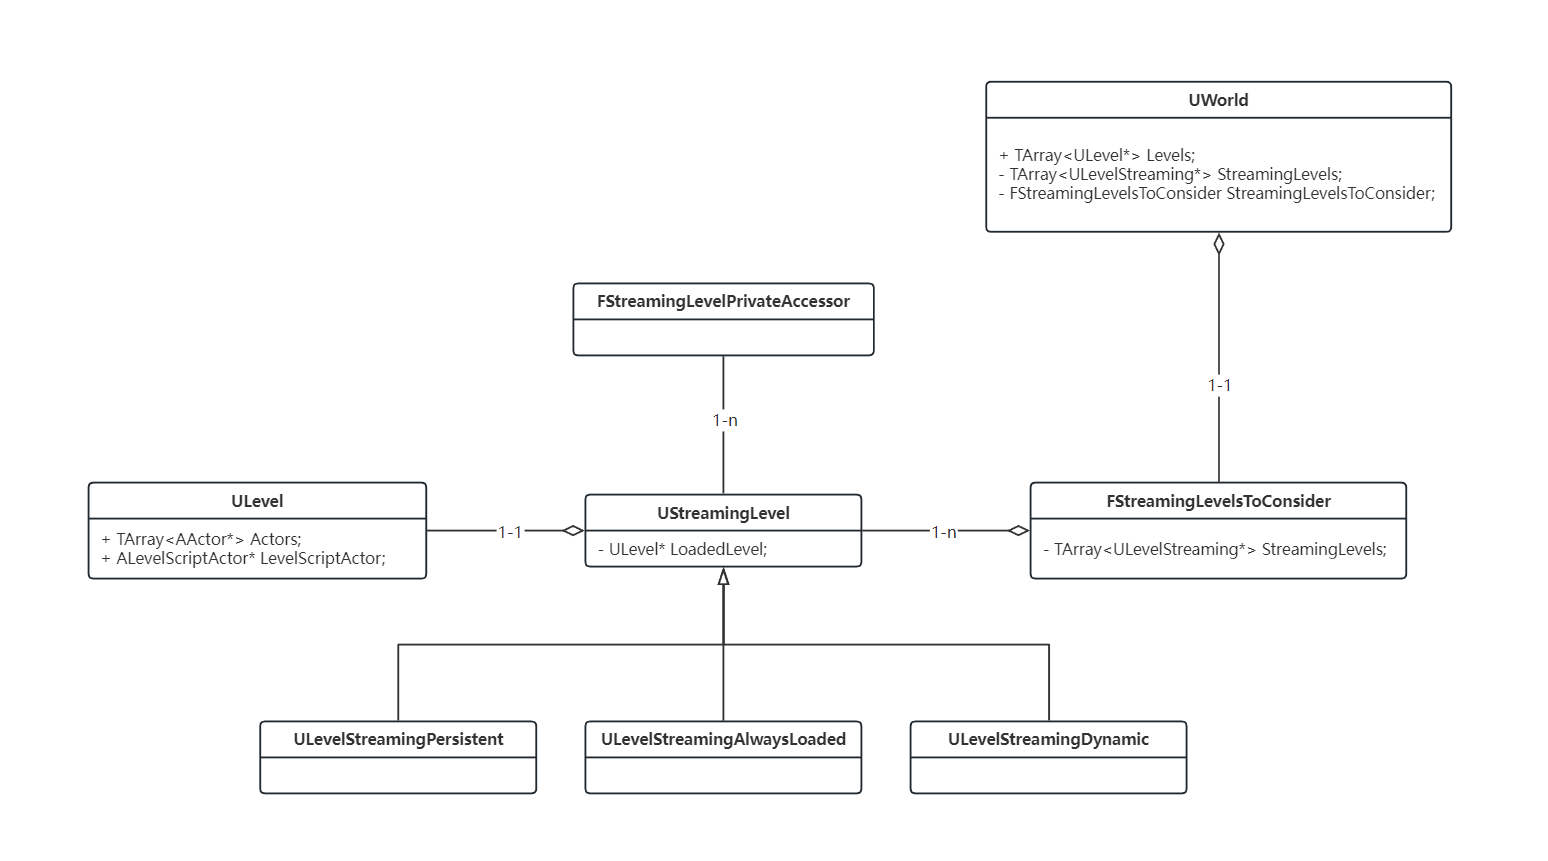 UWorld
+ TArray<ULevel*> Levels;
- TArray<ULevelStreaming*> StreamingLevels;
- FStreamingLevelsToConsider StreamingLevelsToConsider;
FStreamingLevelPrivateAccessor
1-1
1-n
ULevel
+ TArray<AActor*> Actors;
+ ALevelScriptActor* LevelScriptActor;
1-1
UStreamingLevel
- ULevel* LoadedLevel;
1-n
FStreamingLevelsToConsider
- TArray<ULevelStreaming*> StreamingLevels;
ULevelStreamingPersistent
ULevelStreamingAlwaysLoaded
ULevelStreamingDynamic